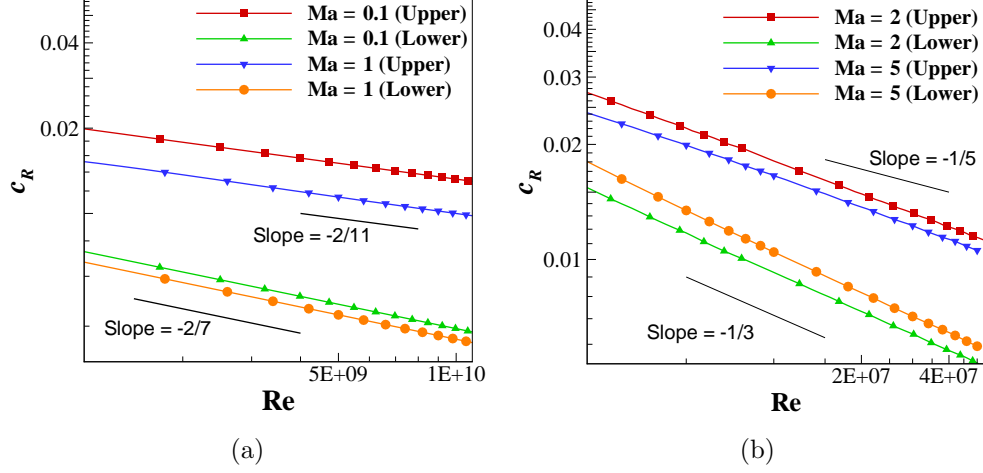 Ma = 0.1 (Upper)
Ma = 0.1 (Lower)
Ma = 1 (Upper)
Ma = 1 (Lower)
0.04
0.02
c_R
Slope = -2/11
Slope = -2/7
5E+09
1E+10
Re
(a)
Ma = 2 (Upper)
Ma = 2 (Lower)
Ma = 5 (Upper)
Ma = 5 (Lower)
0.04
0.03
0.02
0.01
c_R
Slope = -1/5
Slope = -1/3
2E+07
4E+07
Re
(b)